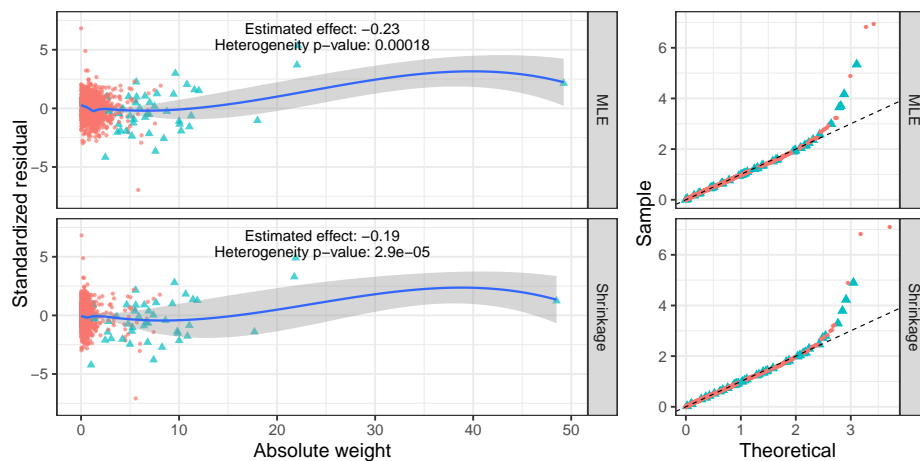 Standardized residual
5
0
−5
Estimated effect: −0.23
Heterogeneity p−value: 0.00018
MLE
5
0
−5
Estimated effect: −0.19
Heterogeneity p−value: 2.9e−05
Shrinkage
0
10
20
30
40
50
Absolute weight
Sample
6
4
2
0
MLE
6
4
2
0
Shrinkage
0
1
2
3
Theoretical